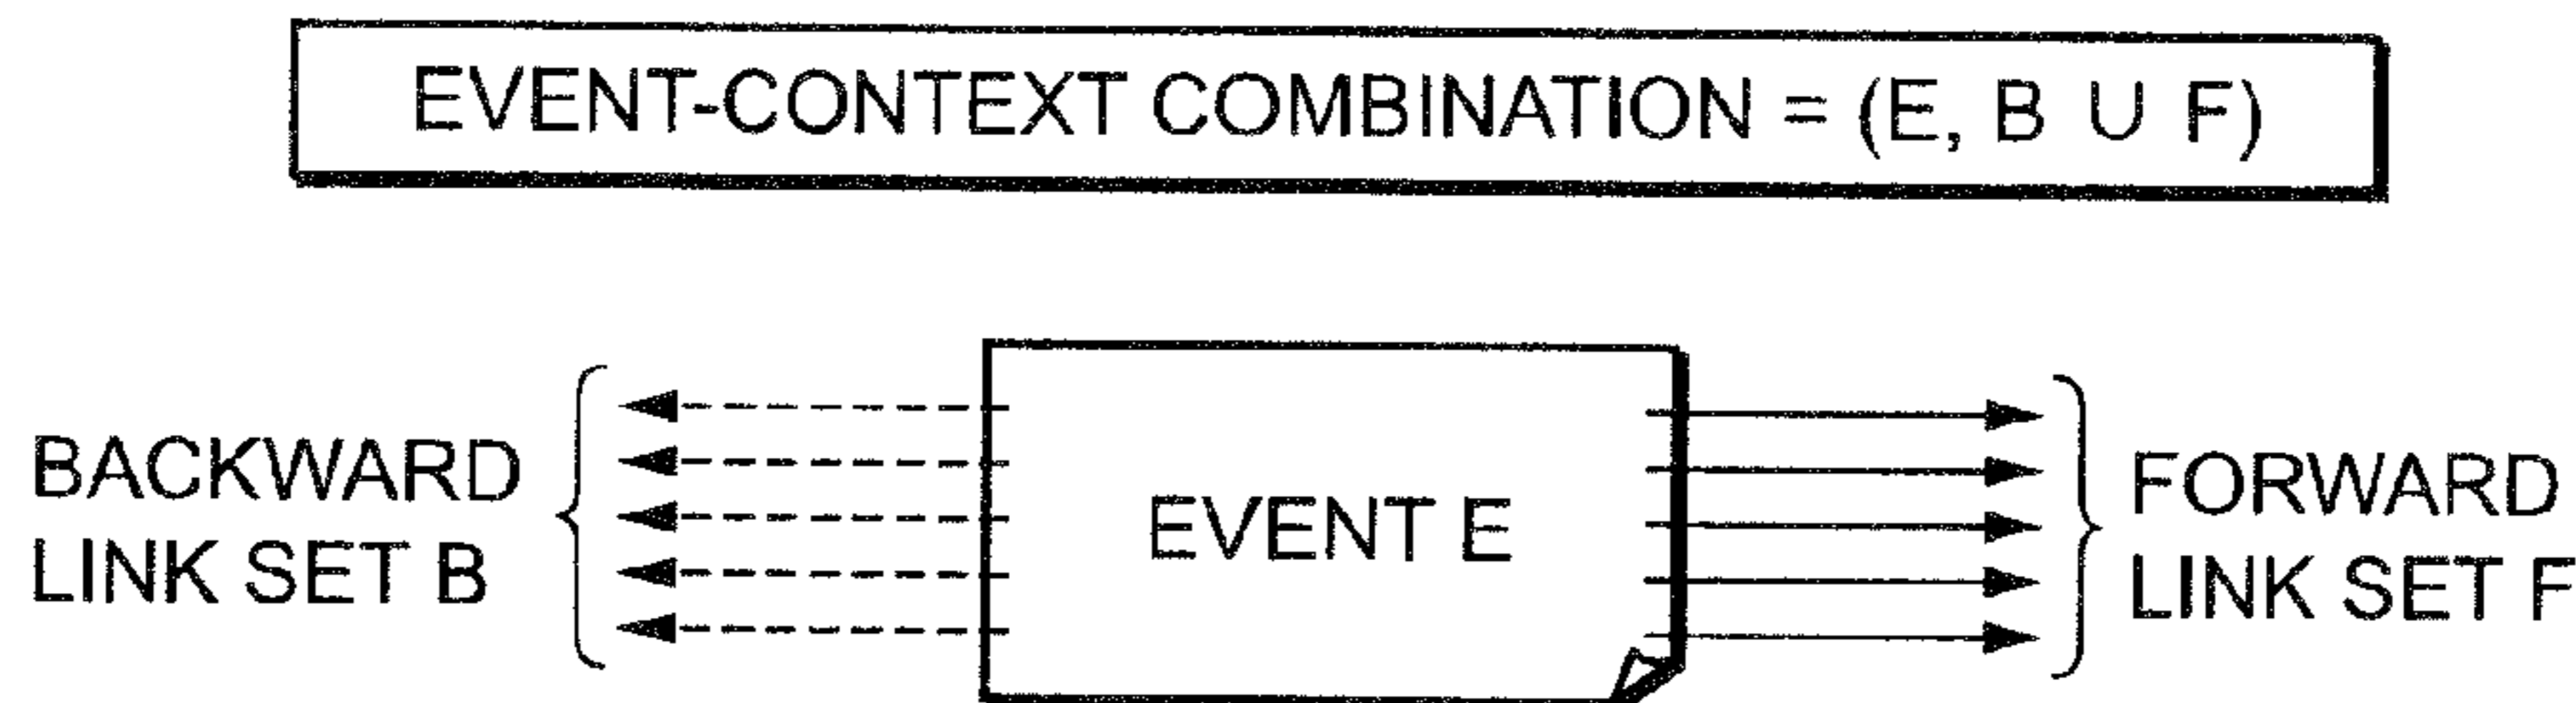 EVENT-CONTEXT COMBINATION = (E, B ∪ F)
BACKWARD
LINK SET B
EVENT E
FORWARD
LINK SET F